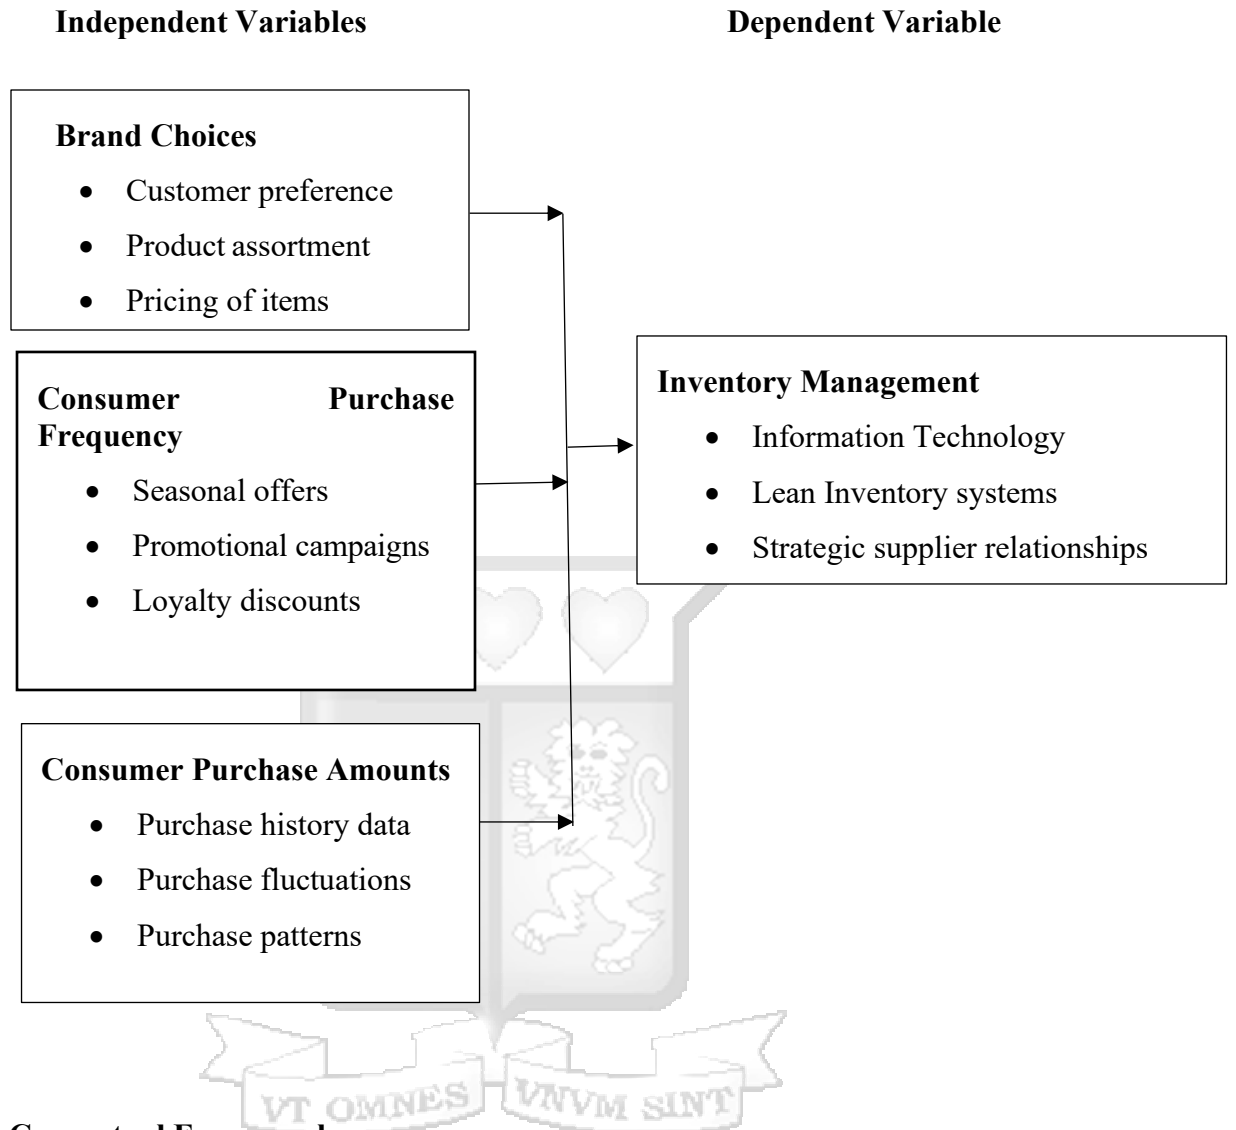 Independent Variables
Dependent Variable
Brand Choices
• Customer preference
• Product assortment
• Pricing of items
Consumer Purchase
Frequency
• Seasonal offers
• Promotional campaigns
• Loyalty discounts
Consumer Purchase Amounts
• Purchase history data
• Purchase fluctuations
• Purchase patterns
Inventory Management
• Information Technology
• Lean Inventory systems
• Strategic supplier relationships
VT OMNES VNVM SINT